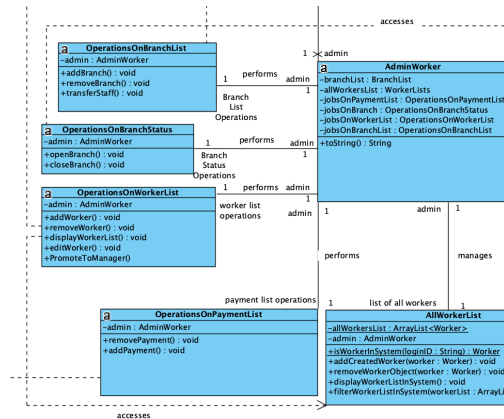 accesses
a OperationsOnBranchList
-admin : AdminWorker
+addBranch() : void
+removeBranch() : void
+transferStaff() : void
1 performs admin
1
Branch
List
Operations
1 admin
a AdminWorker
-branchList : BranchList
-allWorkersList : WorkerLists
-jobsOnPaymentList : OperationsOnPaymentList
-jobsOnBranch : OperationsOnBranchStatus
-jobsOnWorkerList : OperationsOnWorkerList
-jobsOnBranchList : OperationsOnBranchList
+toString() : String
a OperationsOnBranchStatus
-admin : AdminWorker
+openBranch() : void
+closeBranch() : void
1 performs admin
1
Branch
Status
Operations
a OperationsOnWorkerList
-admin : AdminWorker
+addWorker() : void
+removeWorker() : void
+displayWorkerList() : void
+editWorker() : void
+PromoteToManager()
1 performs admin
1
worker list
operations
admin 1
admin 1
performs
manages
payment list operations 1
list of all workers 1
a OperationsOnPaymentList
-admin : AdminWorker
+removePayment() : void
+addPayment() : void
AllWorkerList
-allWorkersList : ArrayList<Worker>
-admin : AdminWorker
+isWorkerInSystem(loginID : String) : Worker
+addCreatedWorker(worker : Worker) : void
+removeWorkerObject(worker : Worker) : void
+displayWorkerListInSystem() : void
+filterWorkerListInSystem(workerList : ArrayLi
accesses